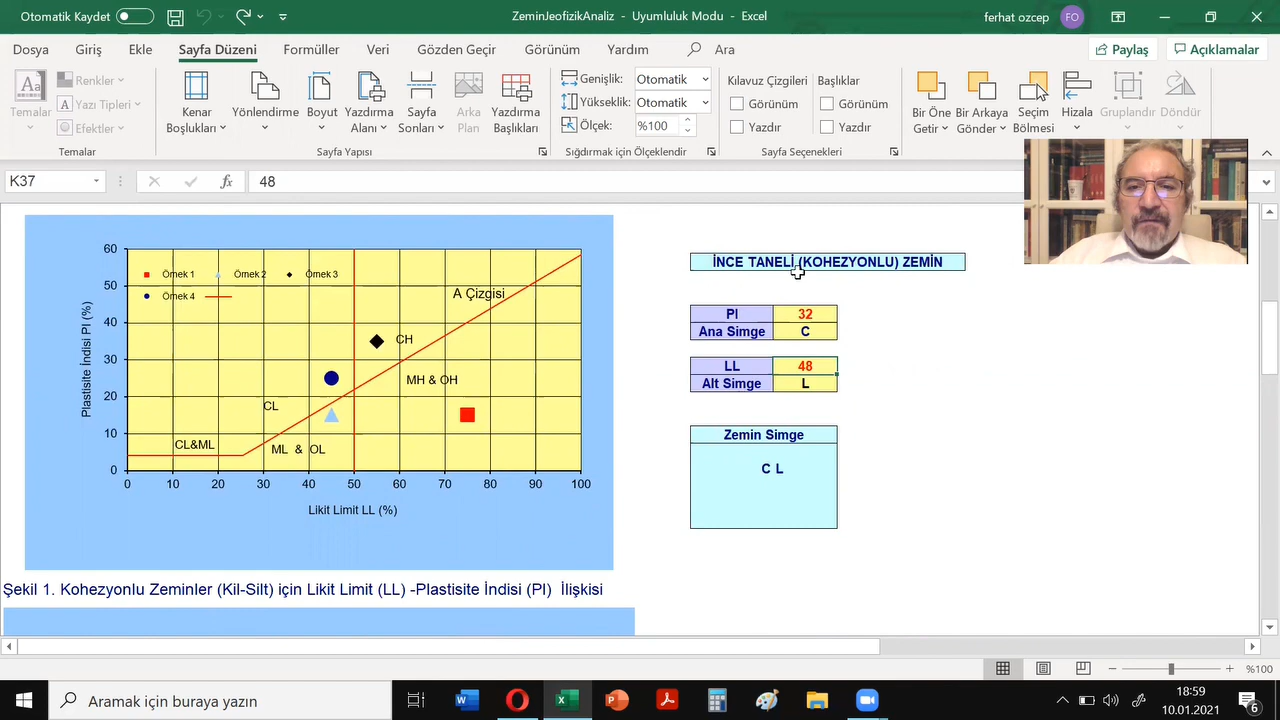 Otomatik Kaydet
ZeminJeofizikAnaliz - Uyumluluk Modu - Excel
ferhat ozcep
FO
Dosya
Giriş
Ekle
Sayfa Düzeni
Formüller
Veri
Gözden Geçir
Görünüm
Yardım
Ara
Paylaş
Açıklamalar
Temalar
Renkler
Yazı Tipleri
Efektler
Temalar
Kenar
Boşlukları
Yönlendirme
Boyut
Yazdırma
Alanı
Sayfa
Sonları
Arka
Plan
Yazdırma
Başlıkları
Sayfa Yapısı
Genişlik: Otomatik
Yükseklik: Otomatik
Ölçek: %100
Sığdırmak için Ölçeklendir
Kılavuz Çizgileri
Görünüm
Yazdır
Başlıklar
Görünüm
Yazdır
Sayfa Seçenekleri
Bir Öne
Getir
Bir Arkaya
Gönder
Seçim
Bölmesi
Hizala
Gruplandır
Döndür
K37
fx
48
60
50
40
30
20
10
0
Plastisite İndisi PI (%)
Örnek 1
Örnek 2
Örnek 3
Örnek 4
A Çizgisi
CH
MH & OH
CL
CL&ML
ML & OL
0 10 20 30 40 50 60 70 80 90 100
Likit Limit LL (%)
Şekil 1. Kohezyonlu Zeminler (Kil-Silt) için Likit Limit (LL) -Plastisite İndisi (PI) İlişkisi
İNCE TANELİ (KOHEZYONLU) ZEMİN
PI 32
Ana Simge C
LL 48
Alt Simge L
Zemin Simge
C L
%100
Aramak için buraya yazın
18:59
10.01.2021
6